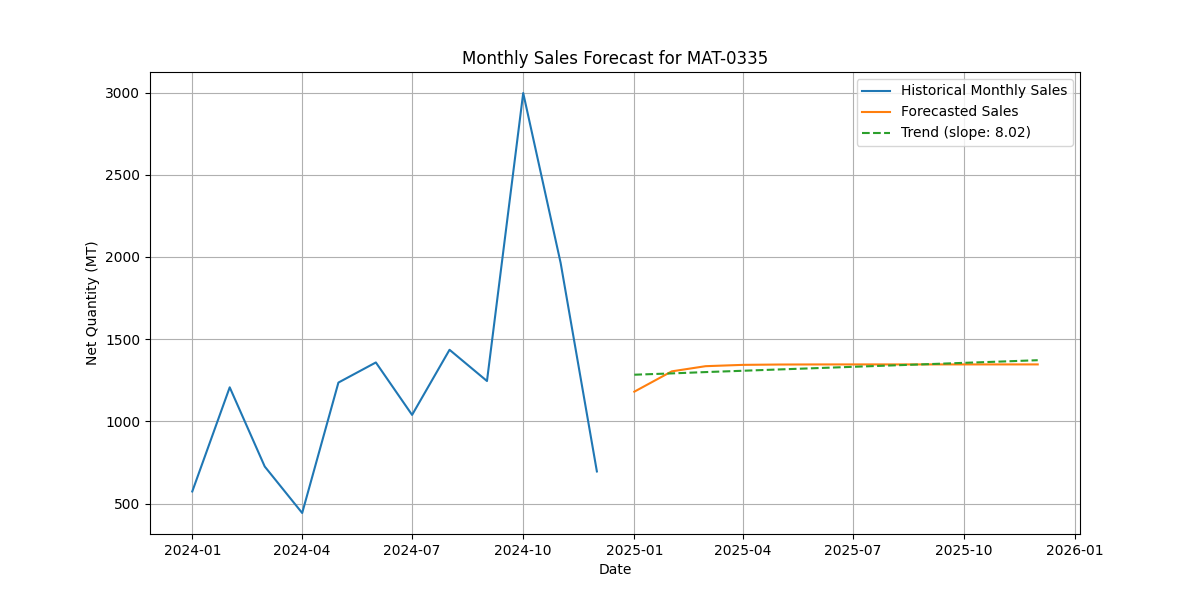 Monthly Sales Forecast for MAT-0335
Historical Monthly Sales
Forecasted Sales
Trend (slope: 8.02)
Net Quantity (MT)
3000
2500
2000
1500
1000
500
2024-01 2024-04 2024-07 2024-10 2025-01 2025-04 2025-07 2025-10 2026-01
Date